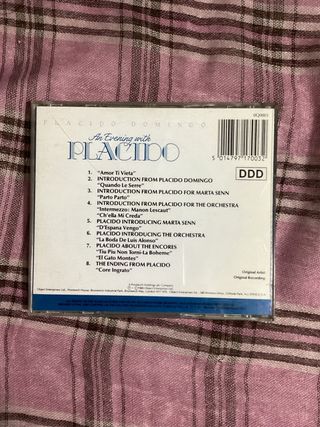 PLACIDO DOMINGO
An Evening with
PLACIDO
5 014797 170032
DDD
1. "Amor Ti Vieta"
2. INTRODUCTION FROM PLACIDO DOMINGO
"Quando Le Serre"
3. INTRODUCTION FROM PLACIDO FOR MARTA SENN
"Parto Parto"
4. INTRODUCTION FROM PLACIDO FOR THE ORCHESTRA
"Intermezzo: Manon Lescaut"
"Ch'ella Mi Creda"
5. PLACIDO INTRODUCING MARTA SENN
"D'Espana Vengo"
6. PLACIDO INTRODUCING THE ORCHESTRA
"La Boda De Luis Alonso"
7. PLACIDO ABOUT THE ENCORES
"Tiu Piu Non Torni-La Boheme"
"El Gato Montes"
8. THE ENDING FROM PLACIDO
"Core Ingrato"
Original Artist
Original Recording